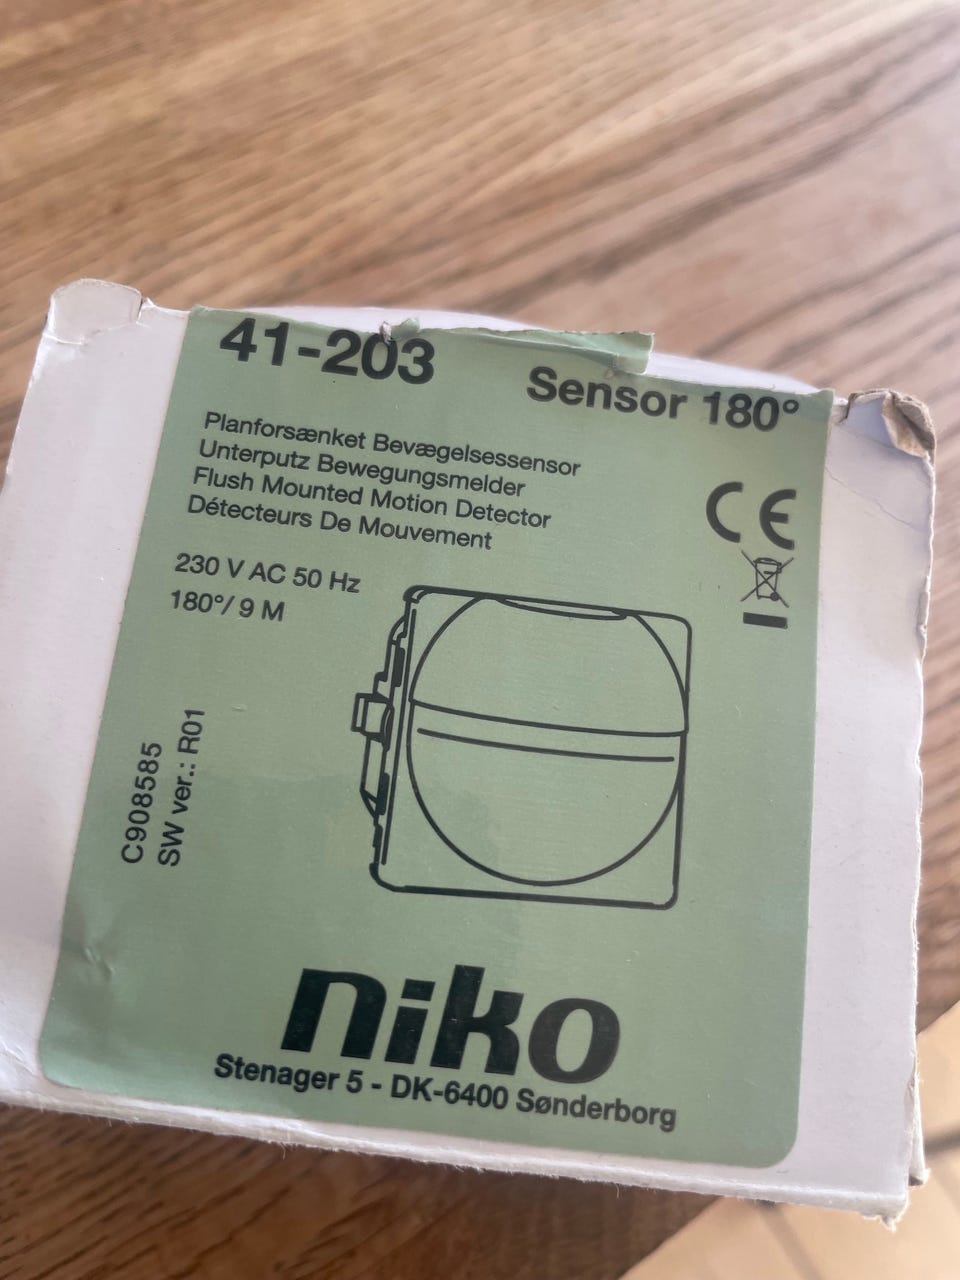 41-203
Sensor 180°
Planforsænket Bevægelsessensor
Unterputz Bewegungsmelder
Flush Mounted Motion Detector
Détecteurs De Mouvement
230 V AC 50 Hz
180°/ 9 M
CE
C908585
SW ver.: R01
niko
Stenager 5 - DK-6400 Sønderborg